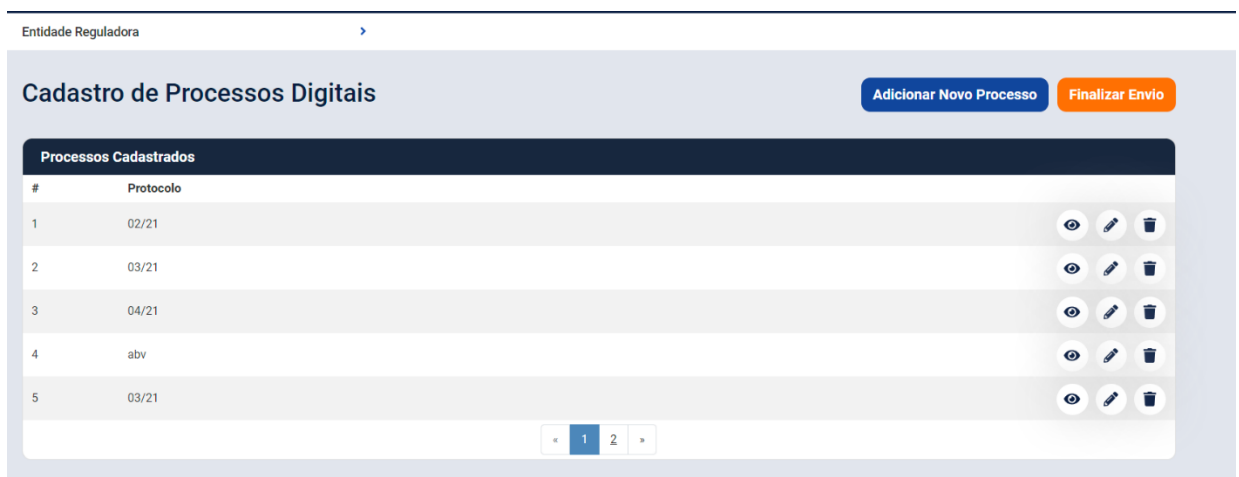 Entidade Reguladora
Cadastro de Processos Digitais
Adicionar Novo Processo
Finalizar Envio
Processos Cadastrados
# Protocolo
1 02/21
2 03/21
3 04/21
4 abv
5 03/21
« 1 2 »